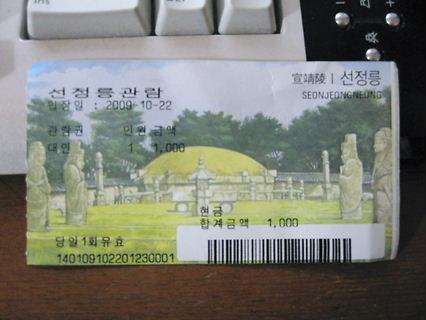 Ins
선정릉관람
입장일 : 2009-10-22
宣靖陵 | 선정릉
SEONJEONGNEUNG
관람권 인원 금액
대인 1 1,000
현금
합계금액 1,000
당일1회유효
140109102201230001